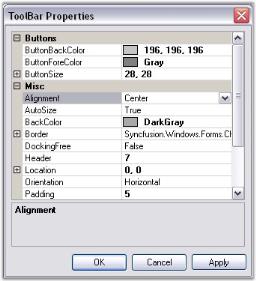 ToolBar Properties
Buttons
ButtonBackColor 196, 196, 196
ButtonForeColor Gray
ButtonSize 28, 28
Misc
Alignment Center
AutoSize True
BackColor DarkGray
Border Syncfusion.Windows.Forms.Ch
DockingFree False
Header 7
Location 0, 0
Orientation Horizontal
Padding 5
Alignment
OK Cancel Apply